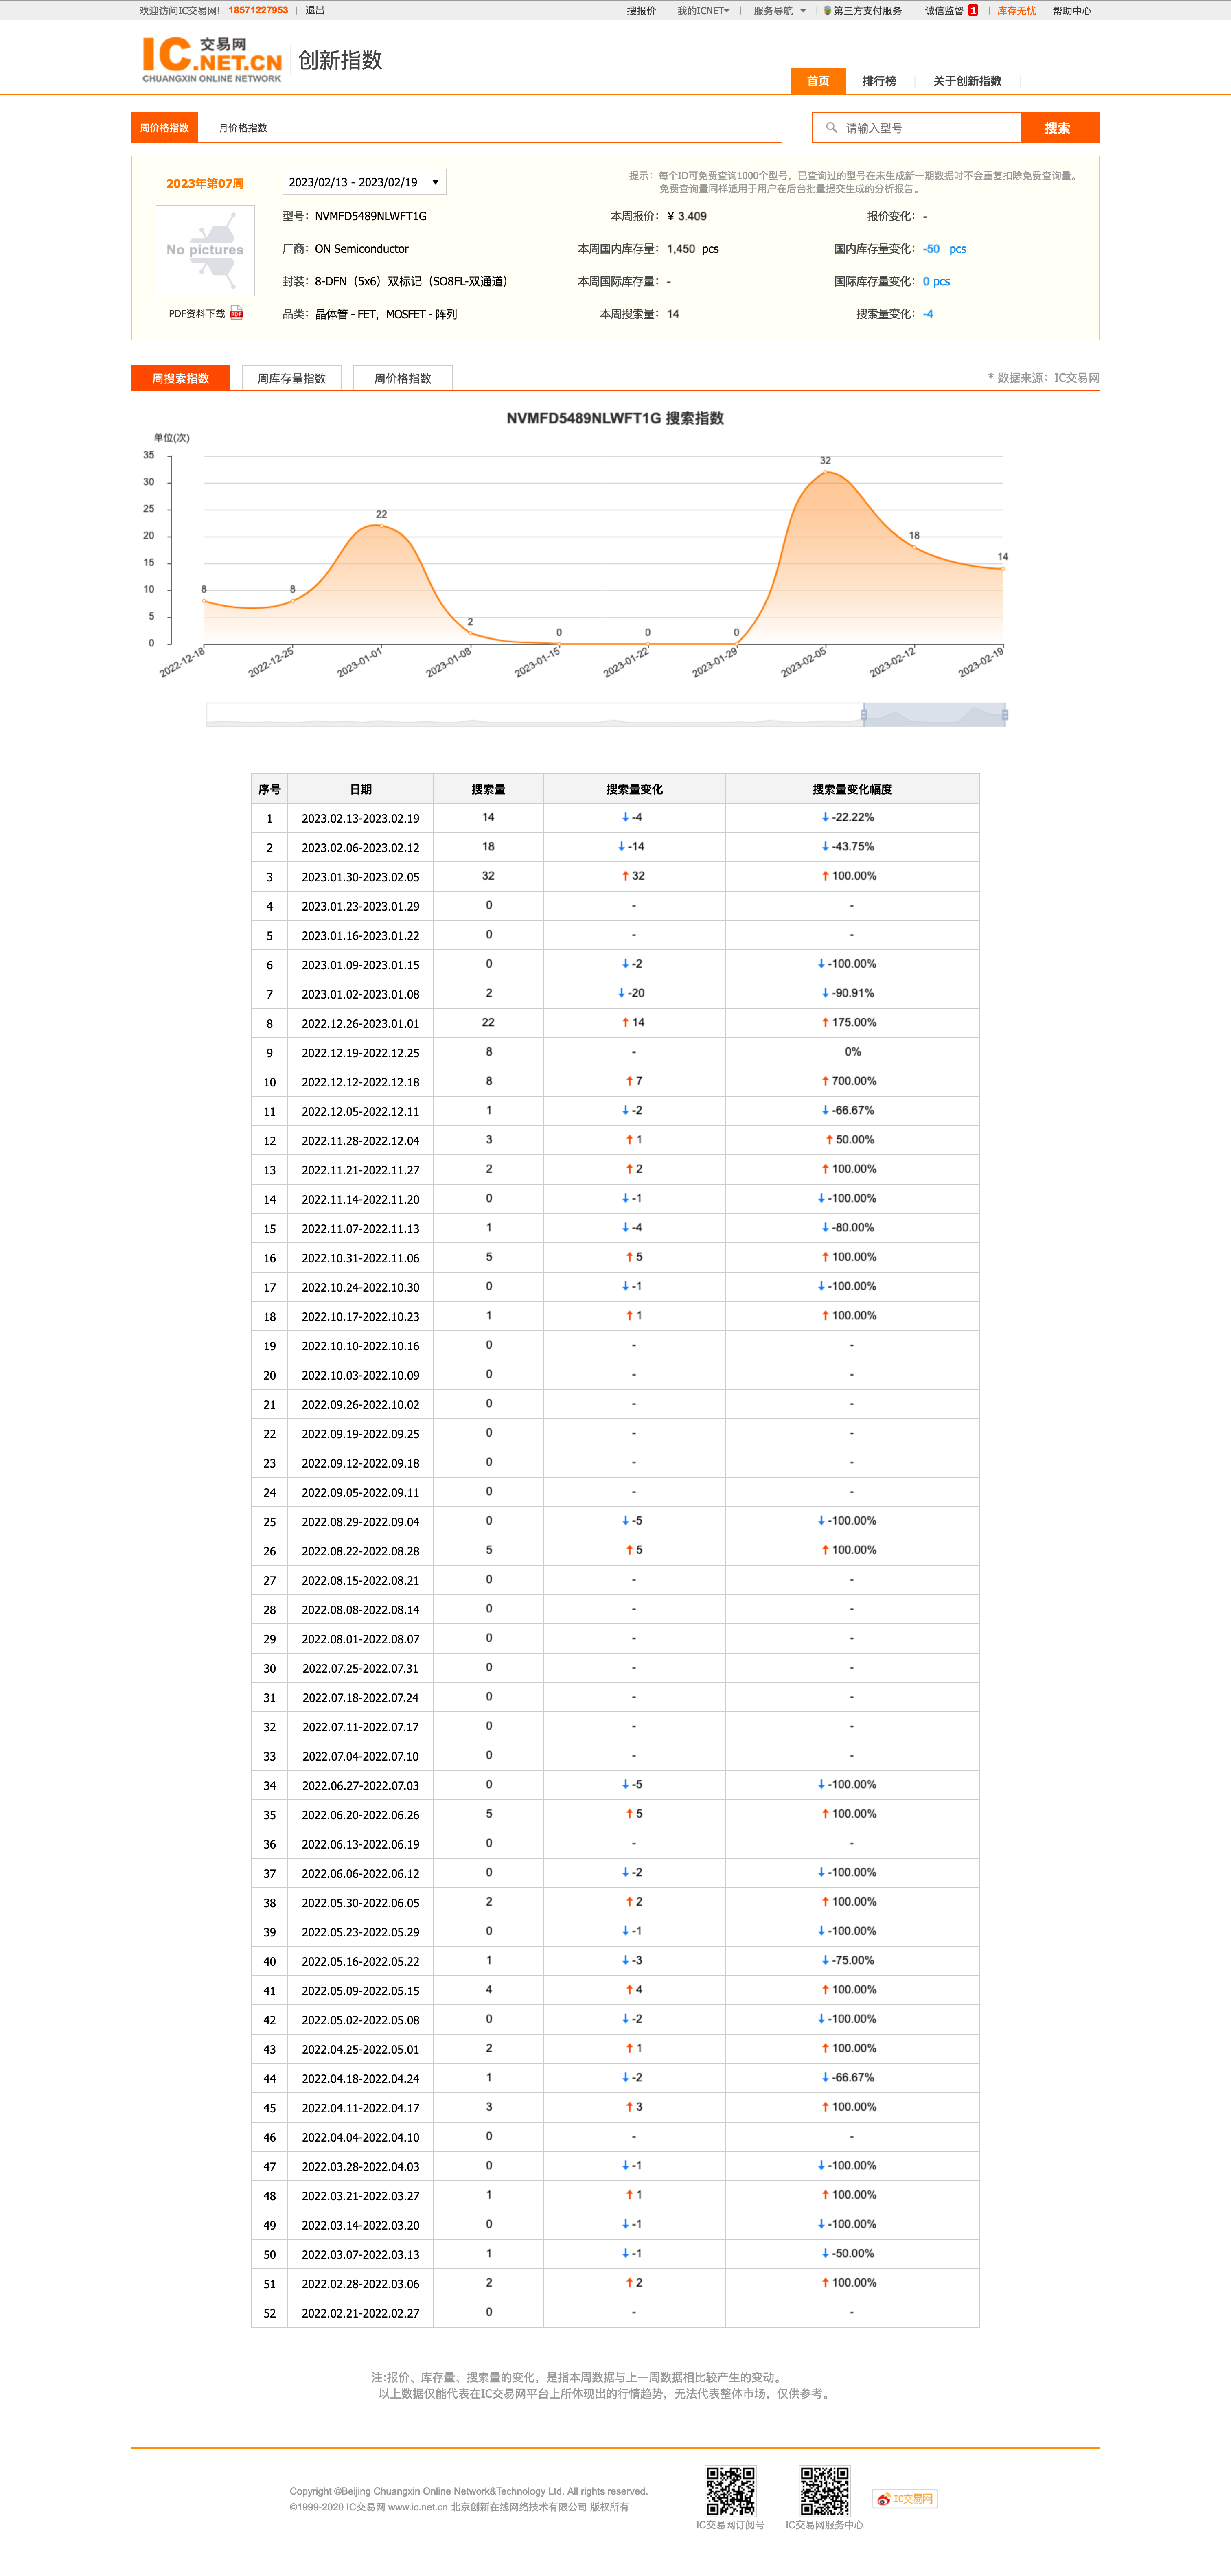 欢迎访问IC交易网! 18571227953 | 退出 搜报价 | 我的ICNET | 服务导航 | 第三方支付服务 | 诚信监督 1 | 库存无忧 | 帮助中心
IC 交易网 .NET.CN CHUANGXIN ONLINE NETWORK 创新指数
首页 排行榜 关于创新指数
周价格指数 月价格指数 请输入型号 搜索
2023年第07周 2023/02/13 - 2023/02/19 提示：每个ID可免费查询1000个型号，已查询过的型号在未生成新一期数据时不会重复扣除免费查询量。
免费查询量同样适用于用户在后台批量提交生成的分析报告。
No pictures
PDF资料下载 PDF
型号：NVMFD5489NLWFT1G 本周报价：¥ 3.409 报价变化：-
厂商：ON Semiconductor 本周国内库存量：1,450 pcs 国内库存量变化：-50 pcs
封装：8-DFN（5x6）双标记（SO8FL-双通道） 本周国际库存量：- 国际库存量变化：0 pcs
品类：晶体管 - FET，MOSFET - 阵列 本周搜索量：14 搜索量变化：-4
周搜索指数 周库存量指数 周价格指数 * 数据来源：IC交易网
NVMFD5489NLWFT1G 搜索指数
单位(次)
35
30
25
20
15
10
5
0
8 8 22 2 0 0 0 32 18 14
2022-12-18 2022-12-25 2023-01-01 2023-01-08 2023-01-15 2023-01-22 2023-01-29 2023-02-05 2023-02-12 2023-02-19
序号 日期 搜索量 搜索量变化 搜索量变化幅度
1 2023.02.13-2023.02.19 14 ↓-4 ↓-22.22%
2 2023.02.06-2023.02.12 18 ↓-14 ↓-43.75%
3 2023.01.30-2023.02.05 32 ↑32 ↑100.00%
4 2023.01.23-2023.01.29 0 - -
5 2023.01.16-2023.01.22 0 - -
6 2023.01.09-2023.01.15 0 ↓-2 ↓-100.00%
7 2023.01.02-2023.01.08 2 ↓-20 ↓-90.91%
8 2022.12.26-2023.01.01 22 ↑14 ↑175.00%
9 2022.12.19-2022.12.25 8 - 0%
10 2022.12.12-2022.12.18 8 ↑7 ↑700.00%
11 2022.12.05-2022.12.11 1 ↓-2 ↓-66.67%
12 2022.11.28-2022.12.04 3 ↑1 ↑50.00%
13 2022.11.21-2022.11.27 2 ↑2 ↑100.00%
14 2022.11.14-2022.11.20 0 ↓-1 ↓-100.00%
15 2022.11.07-2022.11.13 1 ↓-4 ↓-80.00%
16 2022.10.31-2022.11.06 5 ↑5 ↑100.00%
17 2022.10.24-2022.10.30 0 ↓-1 ↓-100.00%
18 2022.10.17-2022.10.23 1 ↑1 ↑100.00%
19 2022.10.10-2022.10.16 0 - -
20 2022.10.03-2022.10.09 0 - -
21 2022.09.26-2022.10.02 0 - -
22 2022.09.19-2022.09.25 0 - -
23 2022.09.12-2022.09.18 0 - -
24 2022.09.05-2022.09.11 0 - -
25 2022.08.29-2022.09.04 0 ↓-5 ↓-100.00%
26 2022.08.22-2022.08.28 5 ↑5 ↑100.00%
27 2022.08.15-2022.08.21 0 - -
28 2022.08.08-2022.08.14 0 - -
29 2022.08.01-2022.08.07 0 - -
30 2022.07.25-2022.07.31 0 - -
31 2022.07.18-2022.07.24 0 - -
32 2022.07.11-2022.07.17 0 - -
33 2022.07.04-2022.07.10 0 - -
34 2022.06.27-2022.07.03 0 ↓-5 ↓-100.00%
35 2022.06.20-2022.06.26 5 ↑5 ↑100.00%
36 2022.06.13-2022.06.19 0 - -
37 2022.06.06-2022.06.12 0 ↓-2 ↓-100.00%
38 2022.05.30-2022.06.05 2 ↑2 ↑100.00%
39 2022.05.23-2022.05.29 0 ↓-1 ↓-100.00%
40 2022.05.16-2022.05.22 1 ↓-3 ↓-75.00%
41 2022.05.09-2022.05.15 4 ↑4 ↑100.00%
42 2022.05.02-2022.05.08 0 ↓-2 ↓-100.00%
43 2022.04.25-2022.05.01 2 ↑1 ↑100.00%
44 2022.04.18-2022.04.24 1 ↓-2 ↓-66.67%
45 2022.04.11-2022.04.17 3 ↑3 ↑100.00%
46 2022.04.04-2022.04.10 0 - -
47 2022.03.28-2022.04.03 0 ↓-1 ↓-100.00%
48 2022.03.21-2022.03.27 1 ↑1 ↑100.00%
49 2022.03.14-2022.03.20 0 ↓-1 ↓-100.00%
50 2022.03.07-2022.03.13 1 ↓-1 ↓-50.00%
51 2022.02.28-2022.03.06 2 ↑2 ↑100.00%
52 2022.02.21-2022.02.27 0 - -
注:报价、库存量、搜索量的变化，是指本周数据与上一周数据相比较产生的变动。
以上数据仅能代表在IC交易网平台上所体现出的行情趋势，无法代表整体市场，仅供参考。
Copyright ©Beijing Chuangxin Online Network&Technology Ltd. All rights reserved.
©1999-2020 IC交易网 www.ic.net.cn 北京创新在线网络技术有限公司 版权所有
IC交易网订阅号 IC交易网服务中心 IC交易网